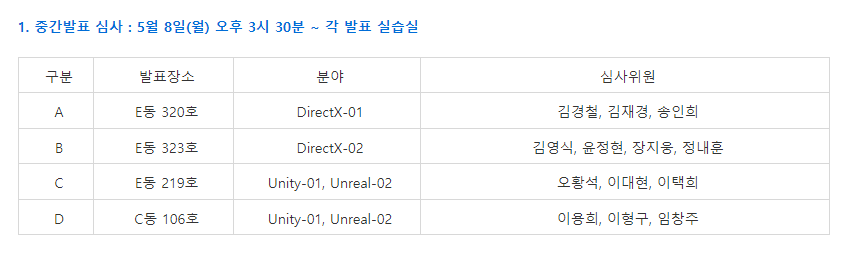 1. 중간발표 심사 : 5월 8일(월) 오후 3시 30분 ~ 각 발표 실습실
구분 발표장소 분야 심사위원
A E동 320호 DirectX-01 김경철, 김재경, 송인희
B E동 323호 DirectX-02 김영식, 윤정현, 장지웅, 정내훈
C E동 219호 Unity-01, Unreal-02 오황석, 이대현, 이택희
D C동 106호 Unity-01, Unreal-02 이용희, 이형구, 임창주